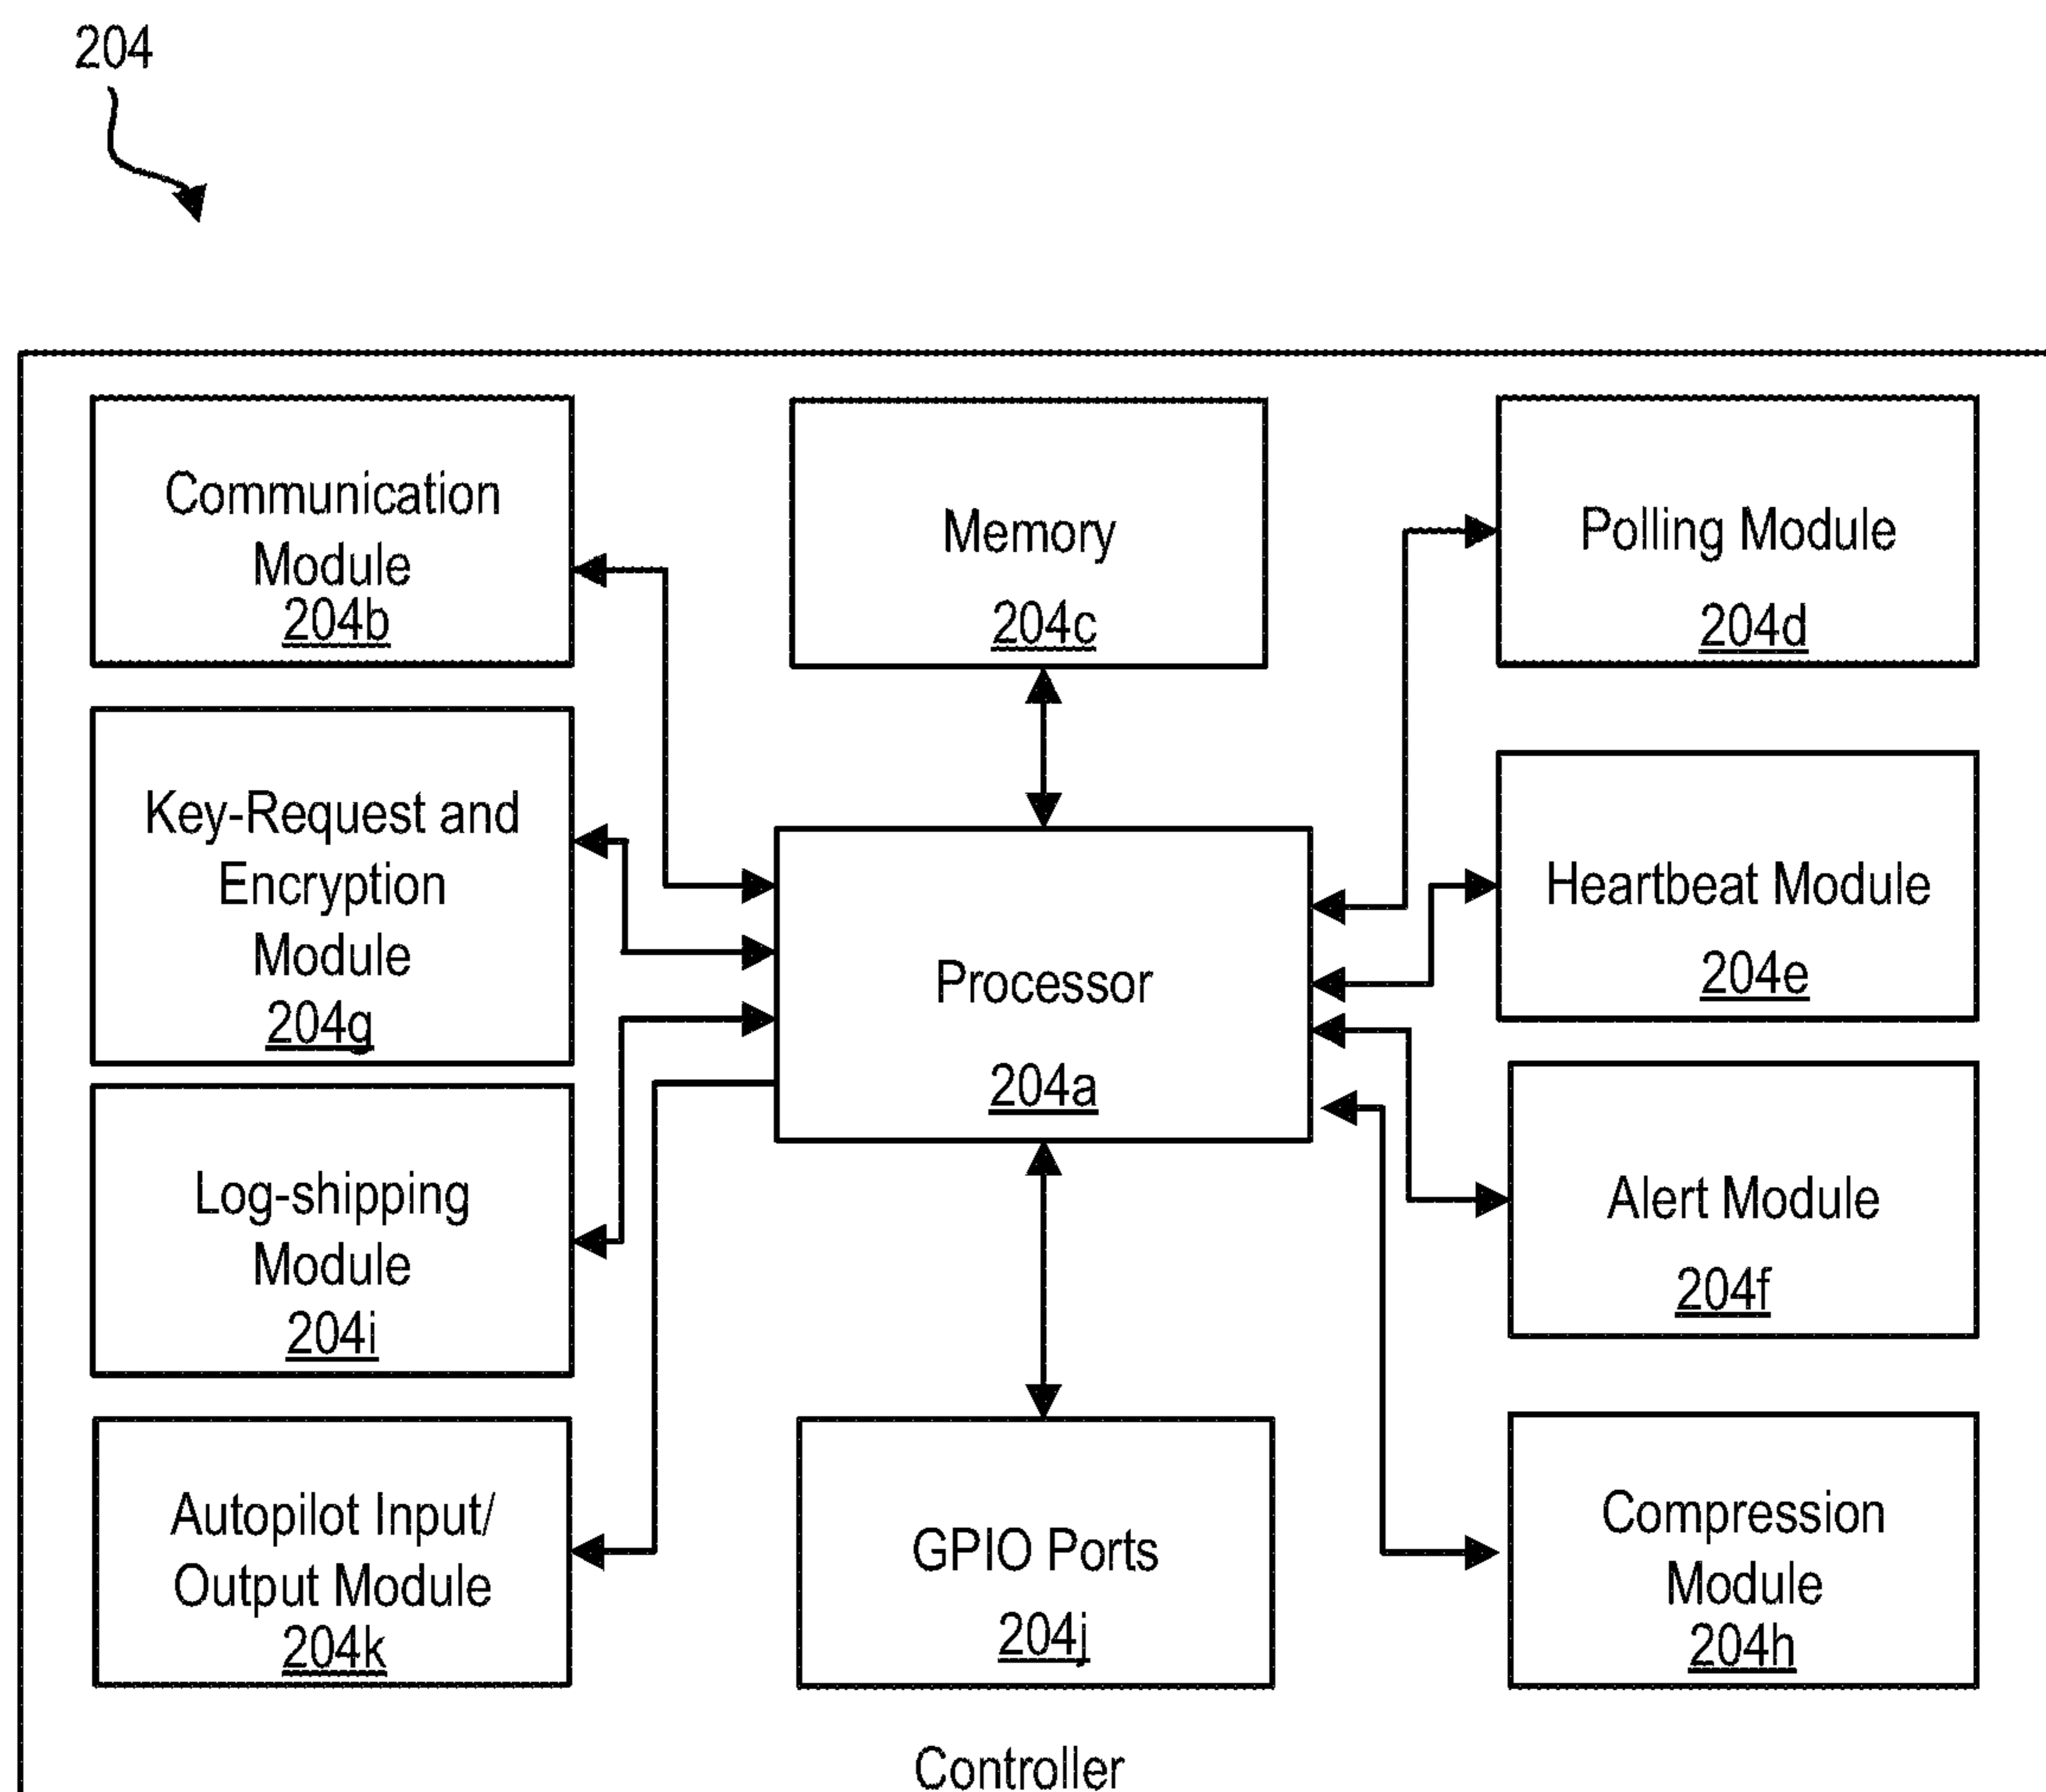 204
Communication
Module
204b
Memory
204c
Polling Module
204d
Key-Request and
Encryption
Module
204g
Processor
204a
Heartbeat Module
204e
Log-shipping
Module
204i
Alert Module
204f
Autopilot Input/
Output Module
204k
GPIO Ports
204j
Compression
Module
204h
Controller